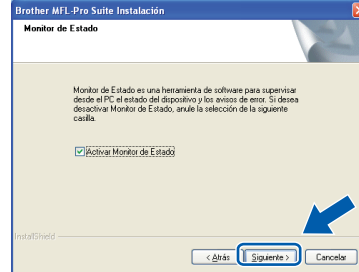 Brother MFL-Pro Suite Instalación
Monitor de Estado
Monitor de Estado es una herramienta de software para supervisar
desde el PC el estado del dispositivo y los avisos de error. Si desea
desactivar Monitor de Estado, anule la selección de la siguiente
casilla.
Activar Monitor de Estado
InstallShield
< Atrás Siguiente > Cancelar